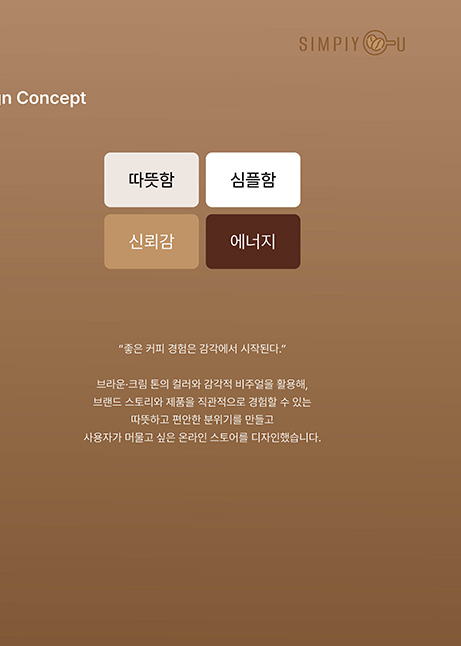 SIMPIY U
gn Concept
따뜻함
심플함
신뢰감
에너지
“좋은 커피 경험은 감각에서 시작된다.”
브라운·크림 톤의 컬러와 감각적 비주얼을 활용해,
브랜드 스토리와 제품을 직관적으로 경험할 수 있는
따뜻하고 편안한 분위기를 만들고
사용자가 머물고 싶은 온라인 스토어를 디자인했습니다.